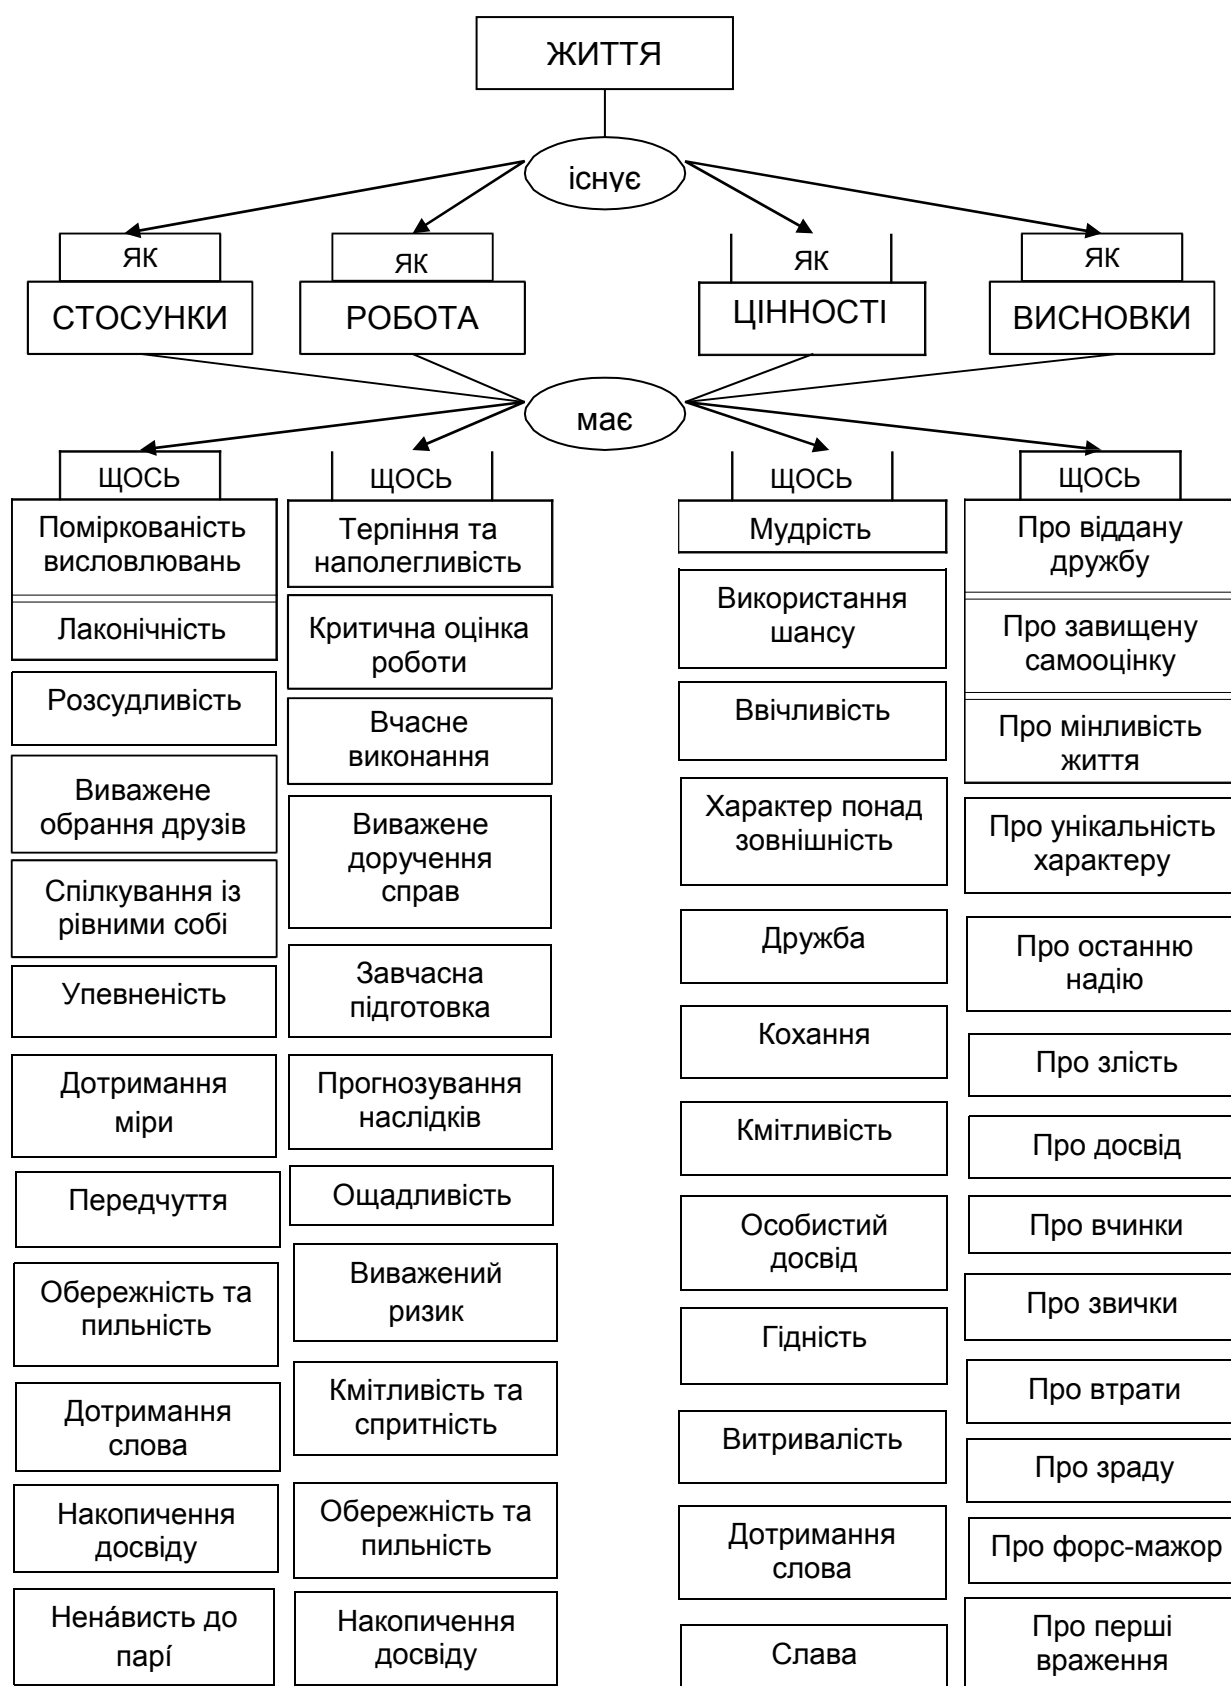 ЖИТТЯ
існує
ЯК
ЯК
ЯК
ЯК
СТОСУНКИ
РОБОТА
ЦІННОСТІ
ВИСНОВКИ
має
ЩОСЬ
Поміркованість
висловлювань
Лаконічність
Розсудливість
Виважене
обрання друзів
Спілкування із
рівними собі
Упевненість
Дотримання
міри
Передчуття
Обережність та
пильність
Дотримання
слова
Накопичення
досвіду
Нена́висть до
парі́
ЩОСЬ
Терпіння та
наполегливість
Критична оцінка
роботи
Вчасне
виконання
Виважене
доручення
справ
Завчасна
підготовка
Прогнозування
наслідків
Ощадливість
Виважений
ризик
Кмітливість та
спритність
Обережність та
пильність
Накопичення
досвіду
ЩОСЬ
Мудрість
Використання
шансу
Ввічливість
Характер понад
зовнішність
Дружба
Кохання
Кмітливість
Особистий
досвід
Гідність
Витривалість
Дотримання
слова
Слава
ЩОСЬ
Про віддану
дружбу
Про завищену
самооцінку
Про мінливість
життя
Про унікальність
характеру
Про останню
надію
Про злість
Про досвід
Про вчинки
Про звички
Про втрати
Про зраду
Про форс-мажор
Про перші
враження